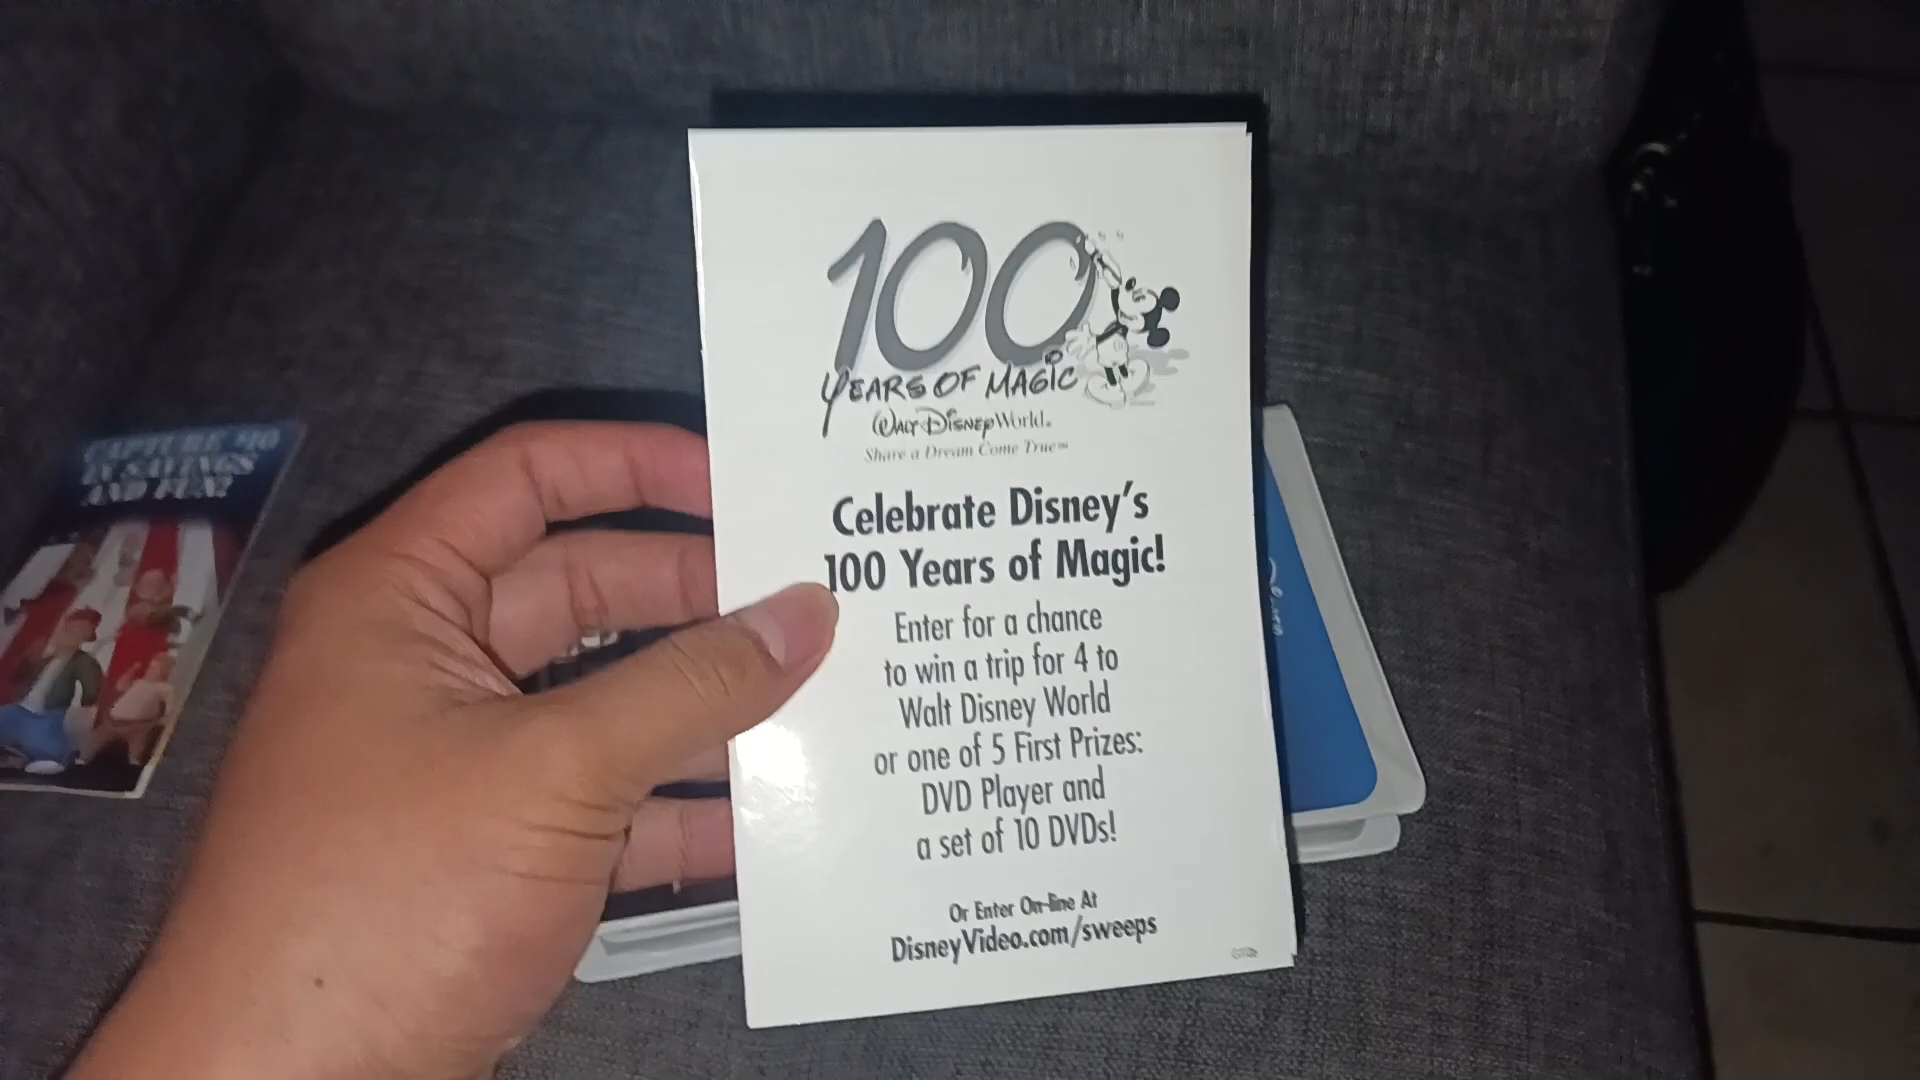 CAPTURE $10
IN SAVINGS
AND FUN!
100
YEARS OF MAGIC
Walt Disney World®
Share a Dream Come True℠
Celebrate Disney's
100 Years of Magic!
Enter for a chance
to win a trip for 4 to
Walt Disney World
or one of 5 First Prizes:
DVD Player and
a set of 10 DVDs!
Or Enter On-line At
DisneyVideo.com/sweeps
Disney